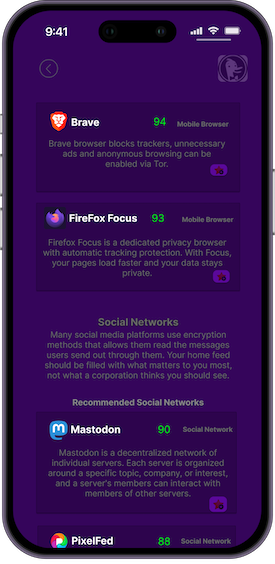 9:41
Brave 94 Mobile Browser
Brave browser blocks trackers, unnecessary
ads and anonymous browsing can be
enabled via Tor.
FireFox Focus 93 Mobile Browser
Firefox Focus is a dedicated privacy browser
with automatic tracking protection. With Focus,
your pages load faster and your data stays
private.
Social Networks
Many social media platforms use encryption
methods that allows them read the messages
users send out through them. Your home feed
should be filled with what matters to you most,
not what a corporation thinks you should see.
Recommended Social Networks
Mastodon 90 Social Network
Mastodon is a decentralized network of
individual servers. Each server is organized
around a specific topic, company, or interest,
and a server's members can interact with
members of other servers.
PixelFed 88 Social Network